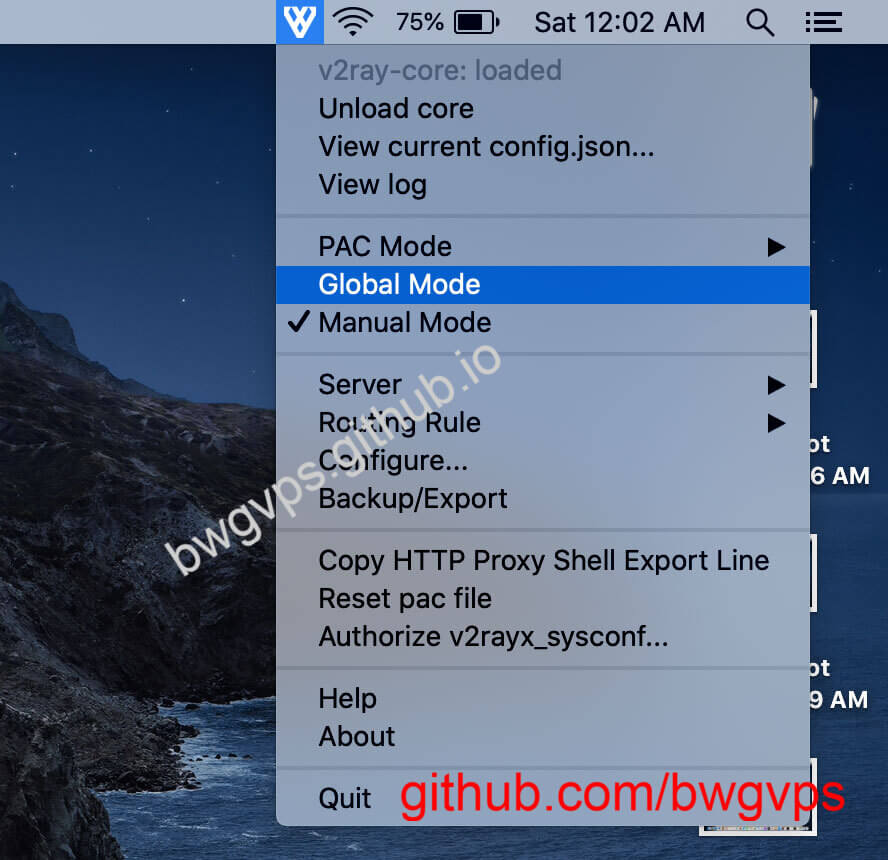 75% Sat 12:02 AM
v2ray-core: loaded
Unload core
View current config.json...
View log
PAC Mode
Global Mode
Manual Mode
Server
Routing Rule
Configure...
Backup/Export
Copy HTTP Proxy Shell Export Line
Reset pac file
Authorize v2rayx_sysconf...
Help
About
Quit
bwgvps.github.io
github.com/bwgvps
ot
6 AM
ot
9 AM